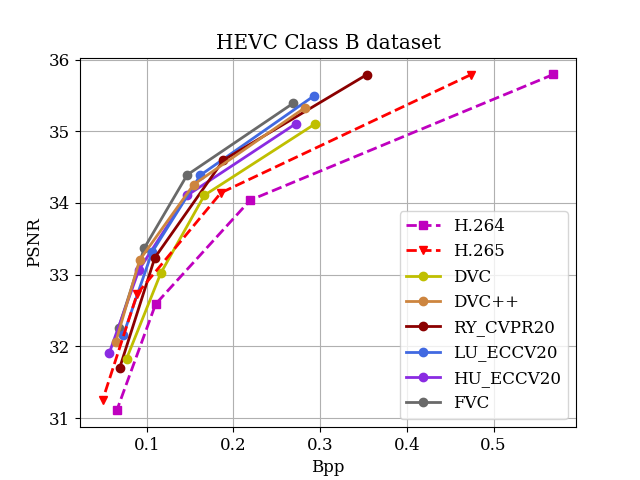 HEVC Class B dataset
PSNR
36
35
34
33
32
31
0.1 0.2 0.3 0.4 0.5
Bpp
H.264
H.265
DVC
DVC++
RY_CVPR20
LU_ECCV20
HU_ECCV20
FVC